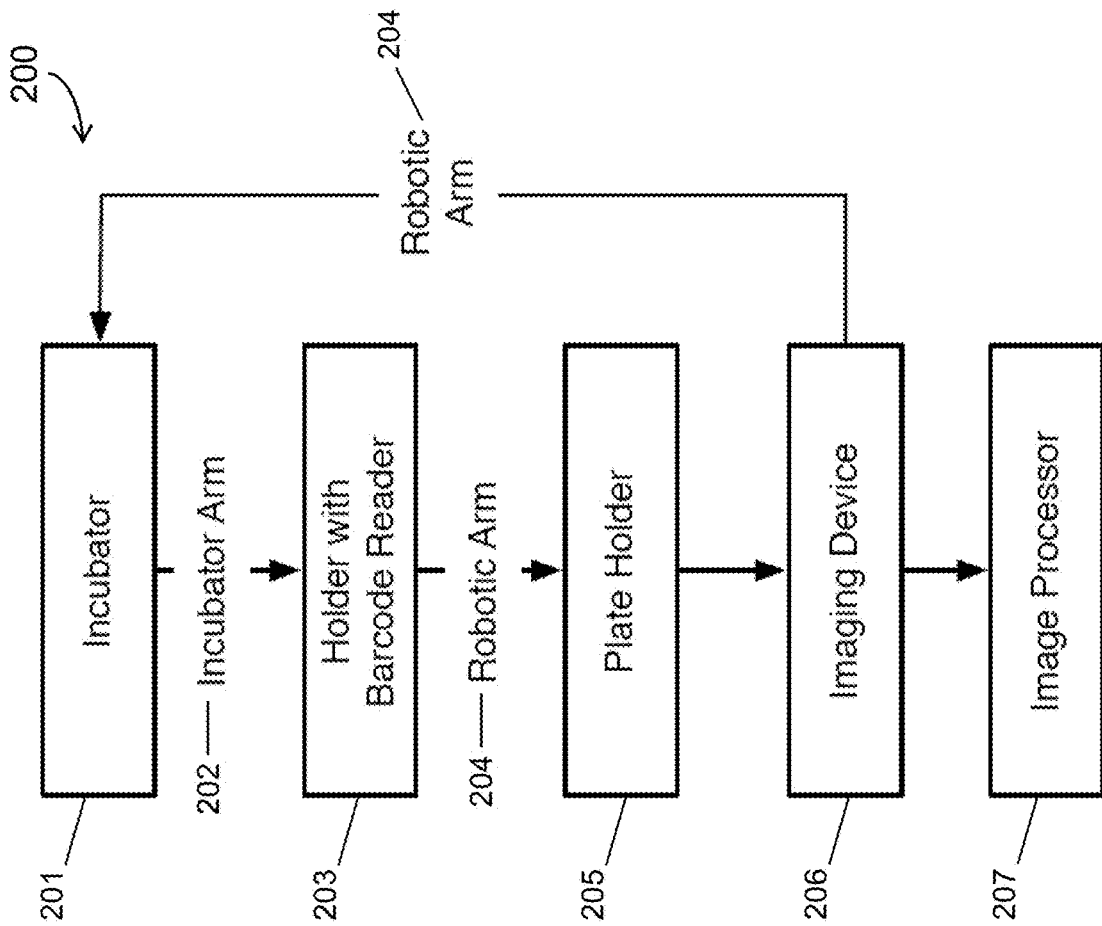 200
201
Incubator
202
Incubator Arm
203
Holder with
Barcode Reader
204
Robotic Arm
205
Plate Holder
206
Imaging Device
207
Image Processor
Robotic
Arm
204